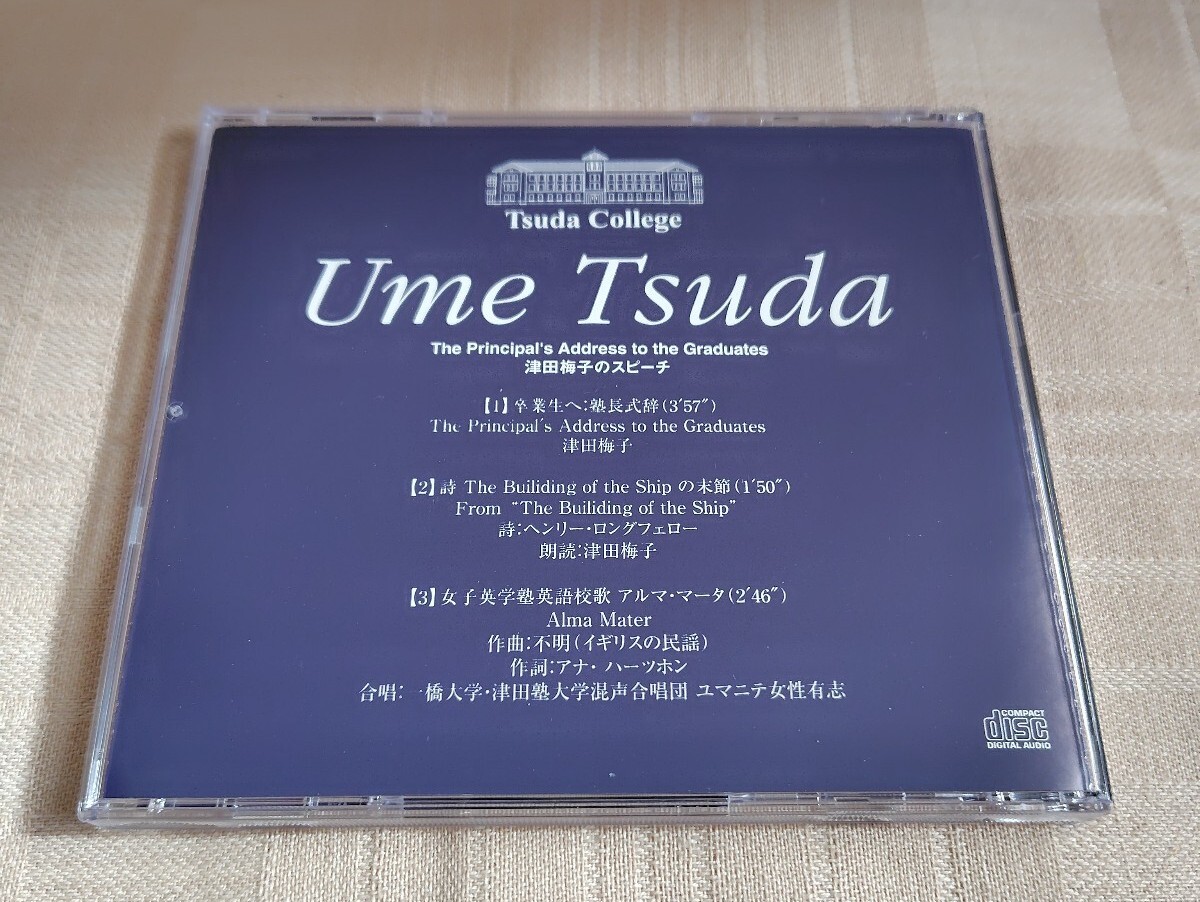 Tsuda College
Ume Tsuda
The Principal's Address to the Graduates
津田梅子のスピーチ
【1】卒業生へ:塾長式辞(3′57″)
The Principal's Address to the Graduates
津田梅子
【2】詩 The Builiding of the Ship の末節(1′50″)
From “The Builiding of the Ship”
詩:ヘンリー・ロングフェロー
朗読:津田梅子
【3】女子英学塾英語校歌 アルマ・マータ(2′46″)
Alma Mater
作曲:不明(イギリスの民謡)
作詞:アナ・ハーツホン
合唱:一橋大学・津田塾大学混声合唱団 ユマニテ女性有志
COMPACT
disc
DIGITAL AUDIO